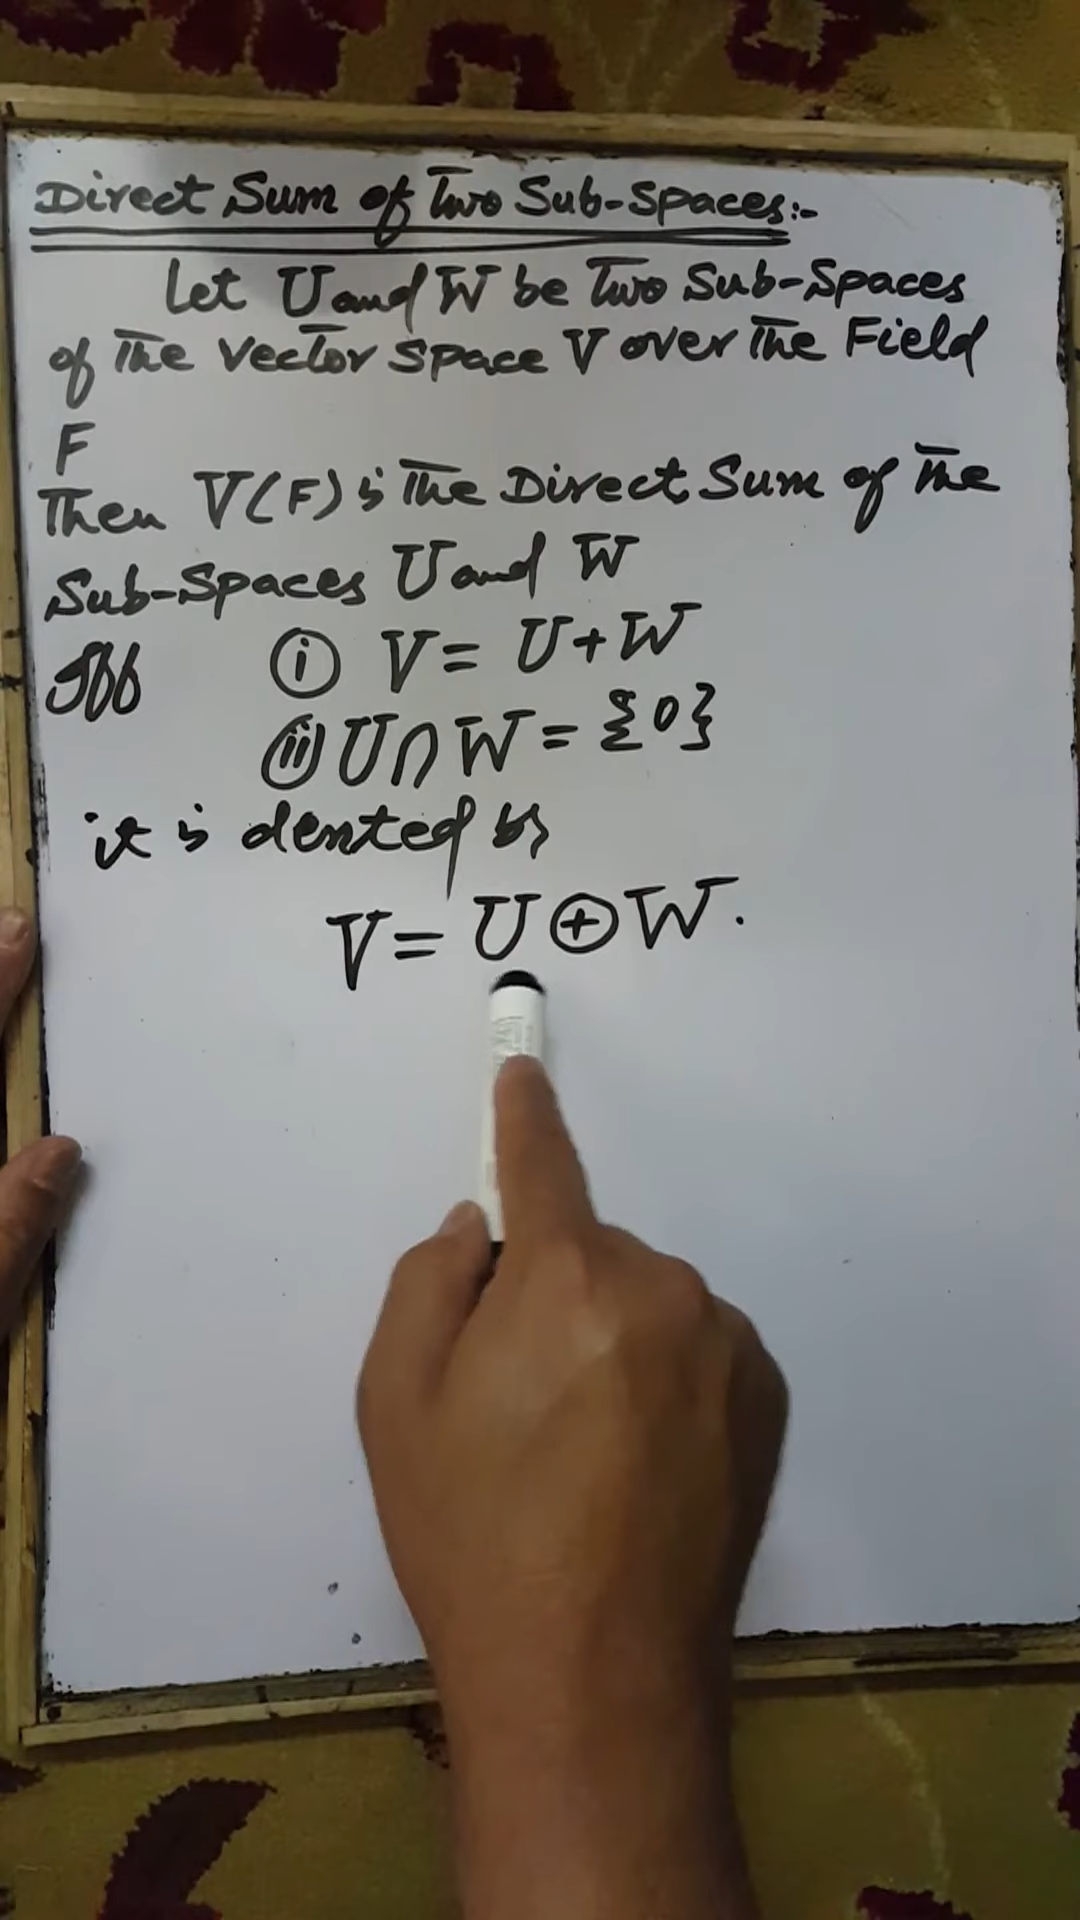 Direct Sum of Two Sub-Spaces:-
Let U and W be Two Sub-Spaces
of The Vector Space V over The Field
F
Then V(F) is The Direct Sum of The
Sub-Spaces U and W
Iff (i) V = U+W
(ii) U∩W = {0}
it is denoted by
V = U⊕W.